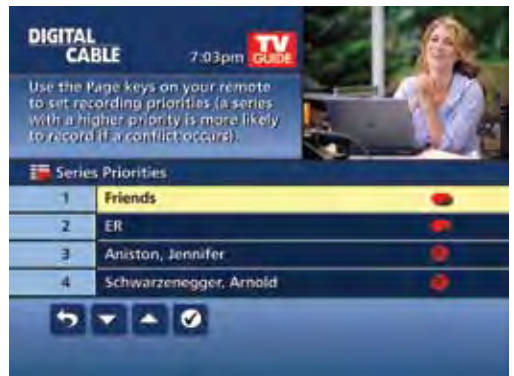 DIGITAL
CABLE
7:03pm
TV
GUIDE
Use the Page keys on your remote
to set recording priorities (a series
with a higher priority is more likely
to record if a conflict occurs).
Series Priorities
1 Friends
2 ER
3 Aniston, Jennifer
4 Schwarzenegger, Arnold